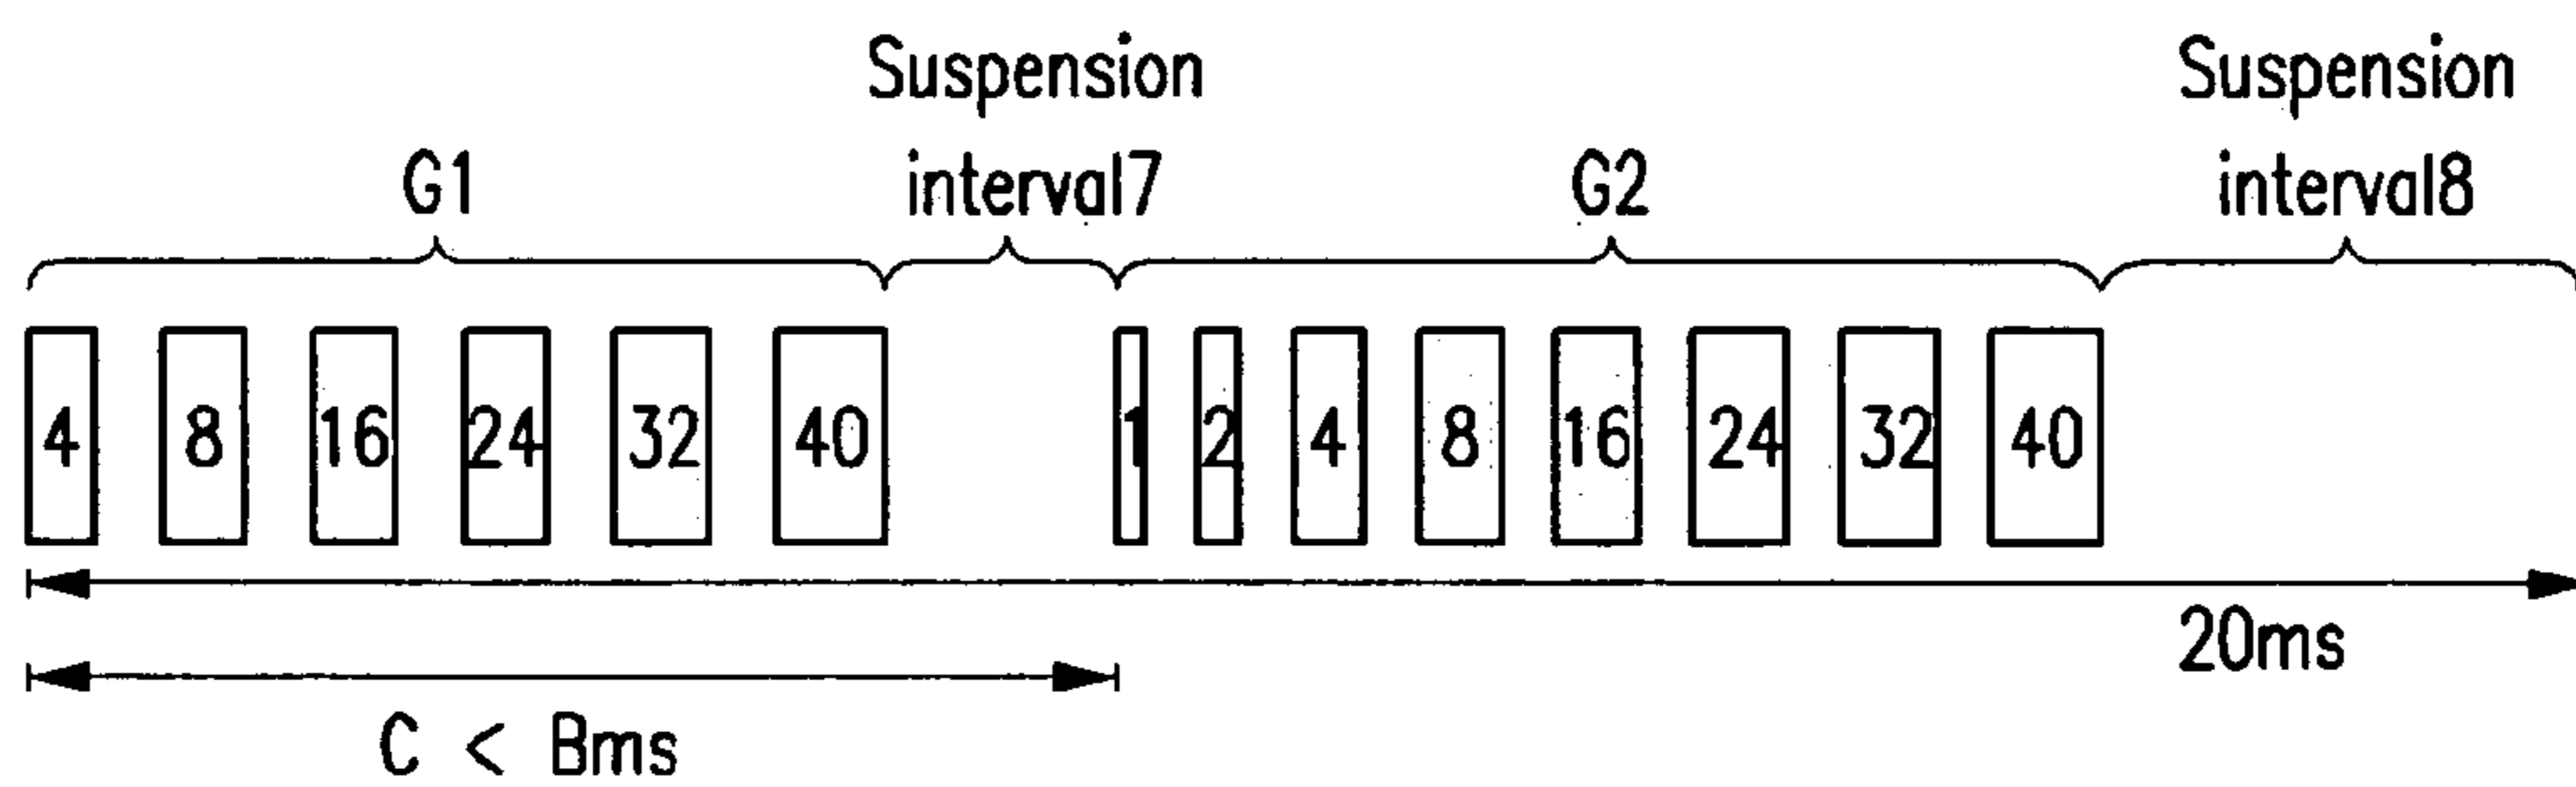 Suspension
interval7
Suspension
interval8
G1
G2
4 8 16 24 32 40 1 2 4 8 16 24 32 40
20ms
C < Bms